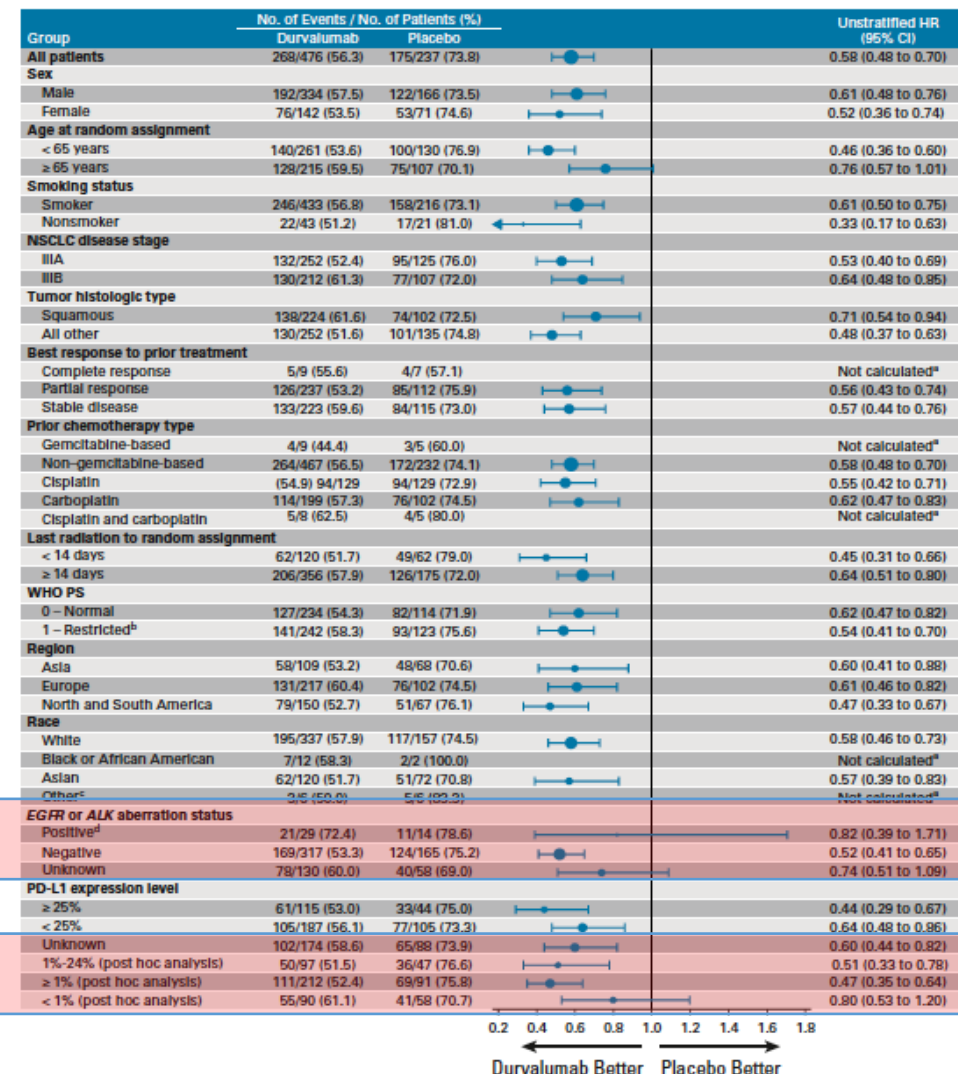 No. of Events / No. of Patients (%)
Unstratified HR
Group Durvalumab Placebo (95% CI)
All patients 268/476 (56.3) 175/237 (73.8) 0.58 (0.48 to 0.70)
Sex
Male 192/334 (57.5) 122/166 (73.5) 0.61 (0.48 to 0.76)
Female 76/142 (53.5) 53/71 (74.6) 0.52 (0.36 to 0.74)
Age at random assignment
< 65 years 140/261 (53.6) 100/130 (76.9) 0.46 (0.36 to 0.60)
≥ 65 years 128/215 (59.5) 75/107 (70.1) 0.76 (0.57 to 1.01)
Smoking status
Smoker 246/433 (56.8) 158/216 (73.1) 0.61 (0.50 to 0.75)
Nonsmoker 22/43 (51.2) 17/21 (81.0) 0.33 (0.17 to 0.63)
NSCLC disease stage
IIIA 132/252 (52.4) 95/125 (76.0) 0.53 (0.40 to 0.69)
IIIB 130/212 (61.3) 77/107 (72.0) 0.64 (0.48 to 0.85)
Tumor histologic type
Squamous 138/224 (61.6) 74/102 (72.5) 0.71 (0.54 to 0.94)
All other 130/252 (51.6) 101/135 (74.8) 0.48 (0.37 to 0.63)
Best response to prior treatment
Complete response 5/9 (55.6) 4/7 (57.1) Not calculatedᵃ
Partial response 126/237 (53.2) 85/112 (75.9) 0.56 (0.43 to 0.74)
Stable disease 133/223 (59.6) 84/115 (73.0) 0.57 (0.44 to 0.76)
Prior chemotherapy type
Gemcitabine-based 4/9 (44.4) 3/5 (60.0) Not calculatedᵃ
Non–gemcitabine-based 264/467 (56.5) 172/232 (74.1) 0.58 (0.48 to 0.70)
Cisplatin (54.9) 94/129 94/129 (72.9) 0.55 (0.42 to 0.71)
Carboplatin 114/199 (57.3) 76/102 (74.5) 0.62 (0.47 to 0.83)
Cisplatin and carboplatin 5/8 (62.5) 4/5 (80.0) Not calculatedᵃ
Last radiation to random assignment
< 14 days 62/120 (51.7) 49/62 (79.0) 0.45 (0.31 to 0.66)
≥ 14 days 206/356 (57.9) 126/175 (72.0) 0.64 (0.51 to 0.80)
WHO PS
0 – Normal 127/234 (54.3) 82/114 (71.9) 0.62 (0.47 to 0.82)
1 – Restrictedᵇ 141/242 (58.3) 93/123 (75.6) 0.54 (0.41 to 0.70)
Region
Asia 58/109 (53.2) 48/68 (70.6) 0.60 (0.41 to 0.88)
Europe 131/217 (60.4) 76/102 (74.5) 0.61 (0.46 to 0.82)
North and South America 79/150 (52.7) 51/67 (76.1) 0.47 (0.33 to 0.67)
Race
White 195/337 (57.9) 117/157 (74.5) 0.58 (0.46 to 0.73)
Black or African American 7/12 (58.3) 2/2 (100.0) Not calculatedᵃ
Asian 62/120 (51.7) 51/72 (70.8) 0.57 (0.39 to 0.83)
Otherᶜ 3/6 (50.0) 5/6 (83.3) Not calculatedᵃ
EGFR or ALK aberration status
Positiveᵈ 21/29 (72.4) 11/14 (78.6) 0.82 (0.39 to 1.71)
Negative 169/317 (53.3) 124/165 (75.2) 0.52 (0.41 to 0.65)
Unknown 78/130 (60.0) 40/58 (69.0) 0.74 (0.51 to 1.09)
PD-L1 expression level
≥ 25% 61/115 (53.0) 33/44 (75.0) 0.44 (0.29 to 0.67)
< 25% 105/187 (56.1) 77/105 (73.3) 0.64 (0.48 to 0.86)
Unknown 102/174 (58.6) 65/88 (73.9) 0.60 (0.44 to 0.82)
1%-24% (post hoc analysis) 50/97 (51.5) 36/47 (76.6) 0.51 (0.33 to 0.78)
≥ 1% (post hoc analysis) 111/212 (52.4) 69/91 (75.8) 0.47 (0.35 to 0.64)
< 1% (post hoc analysis) 55/90 (61.1) 41/58 (70.7) 0.80 (0.53 to 1.20)
0.2 0.4 0.6 0.8 1.0 1.2 1.4 1.6 1.8
Durvalumab Better Placebo Better